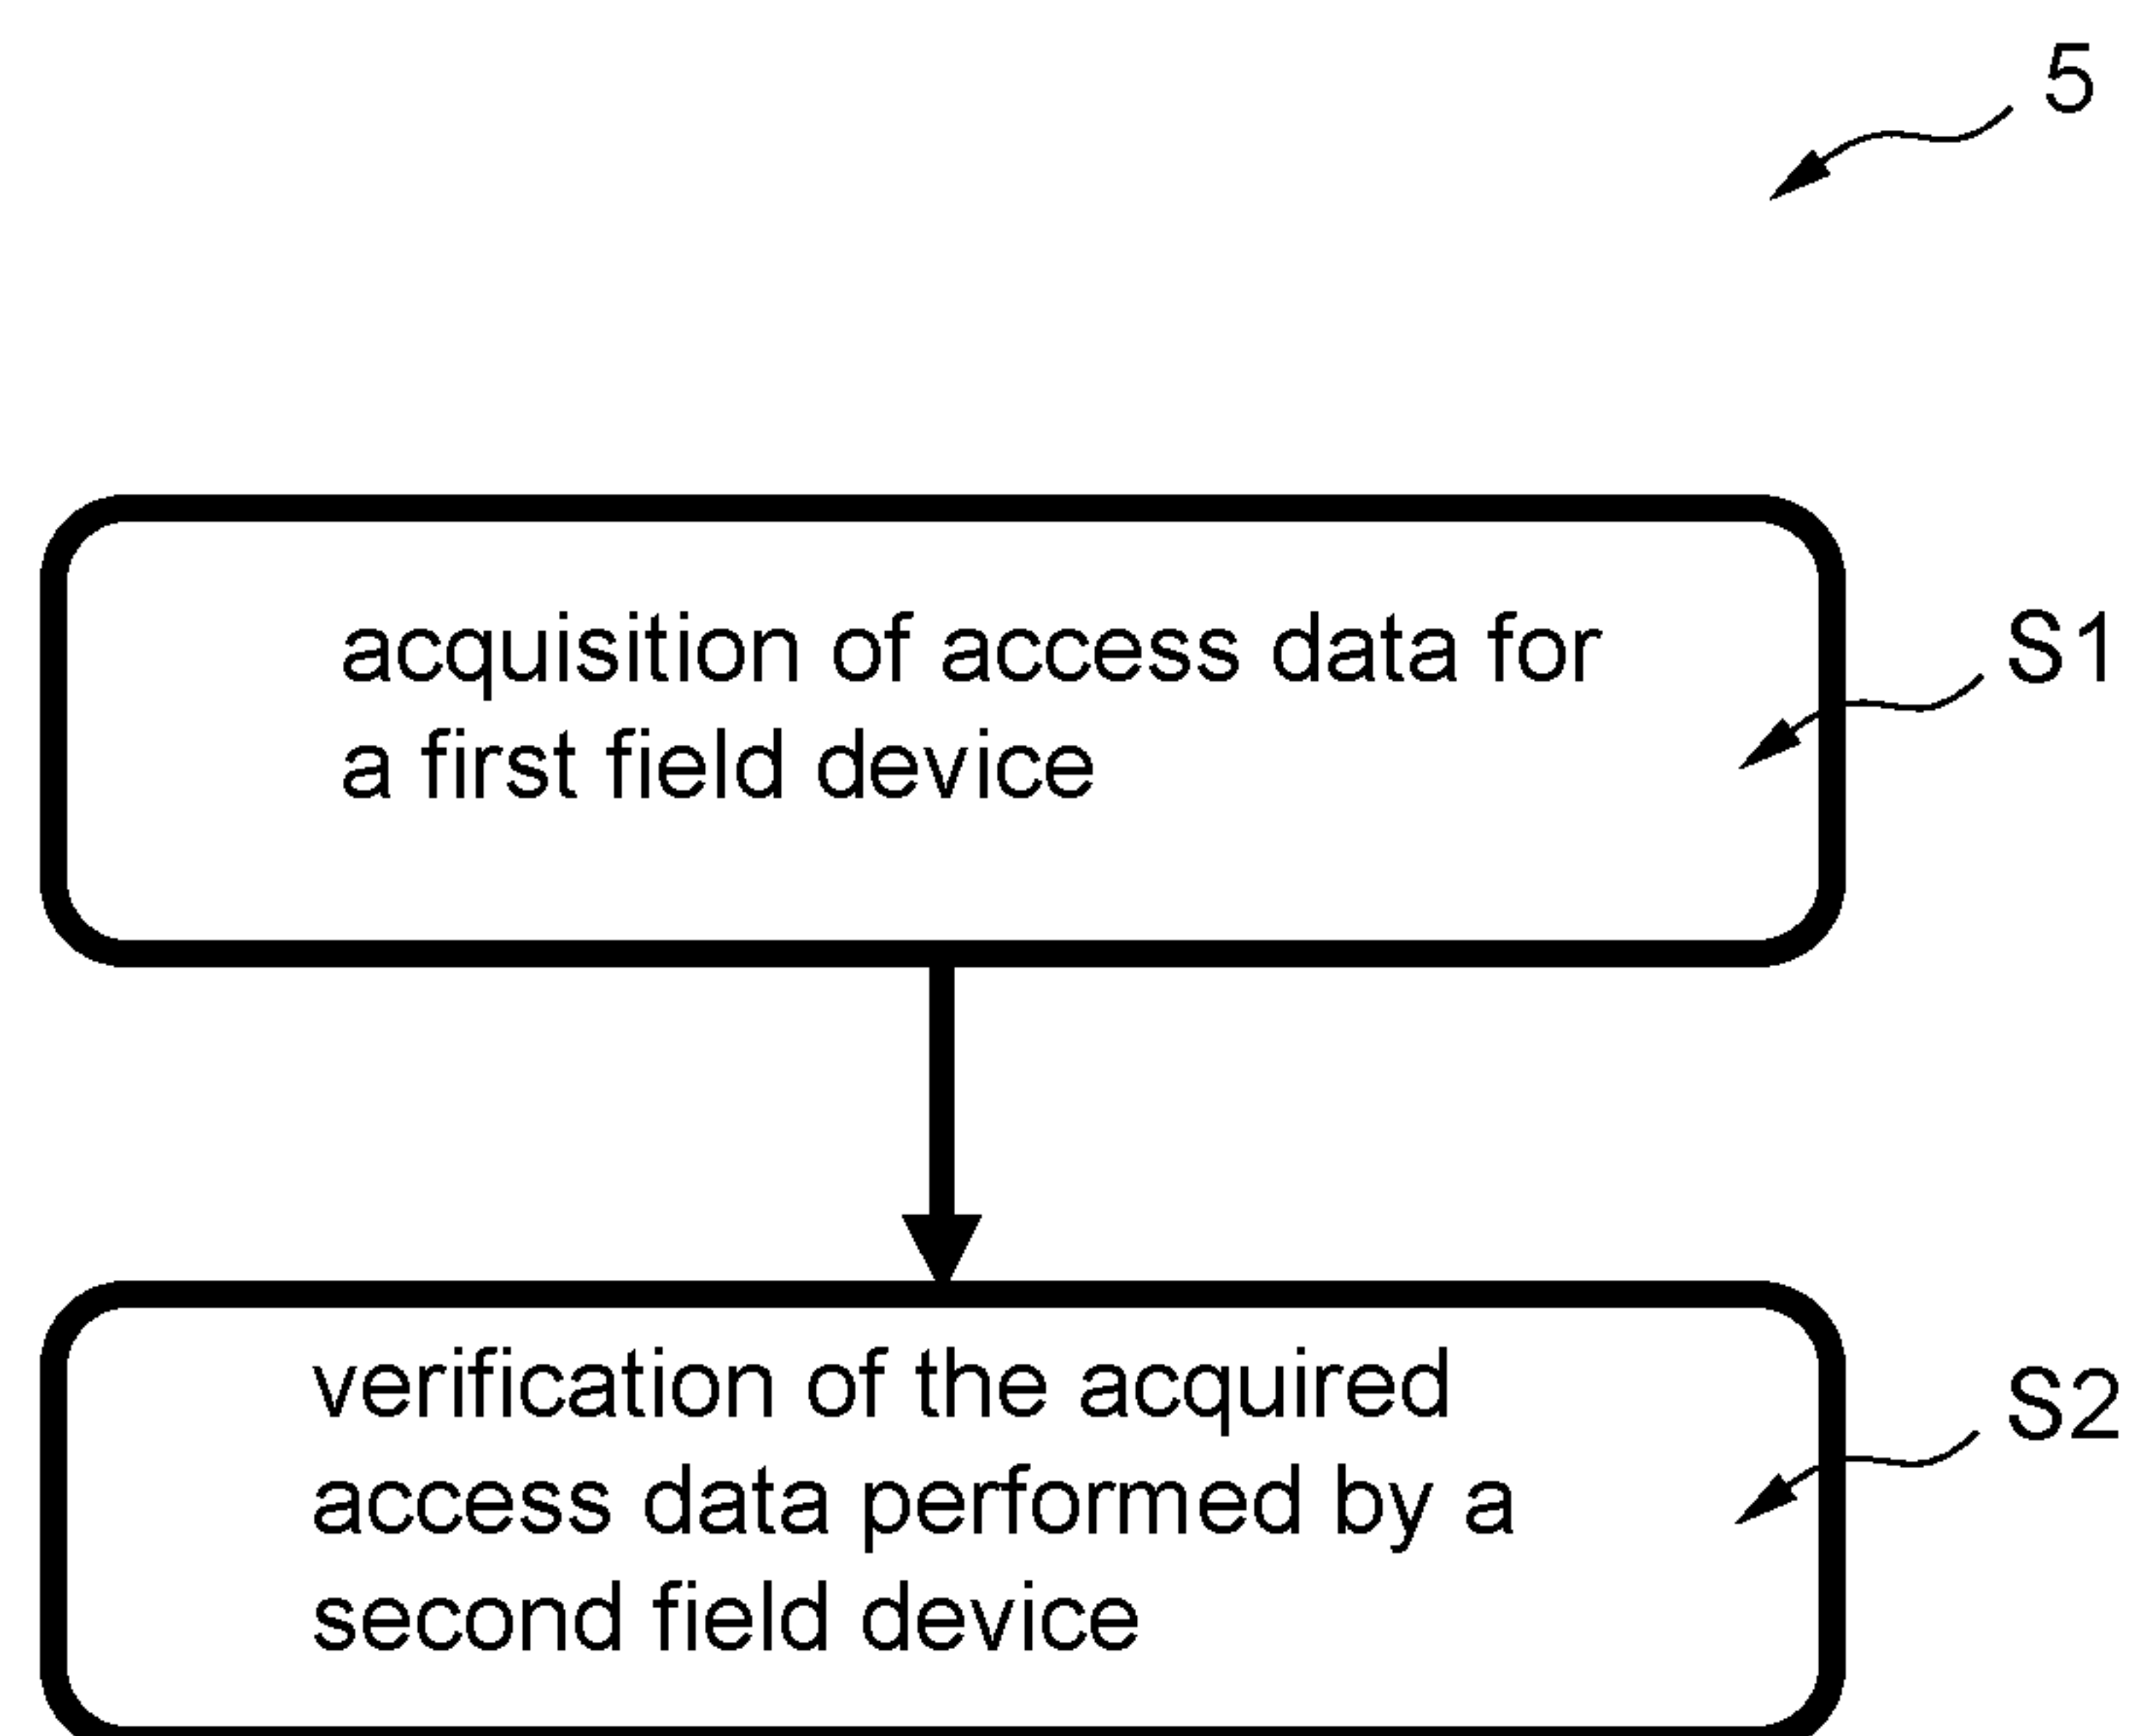 5
acquisition of access data for
a first field device
S1
verification of the acquired
access data performed by a
second field device
S2